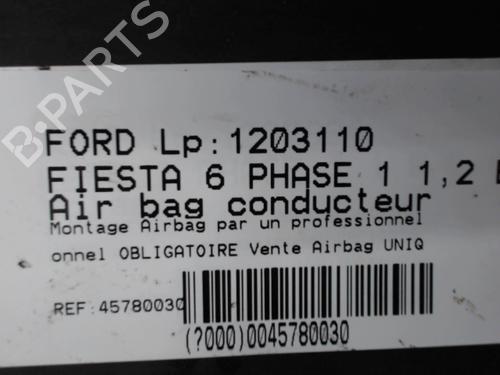 B-PARTS
FORD Lp:1203110
FIESTA 6 PHASE 1 1,2
Air bag conducteur
Montage Airbag par un professionnel
onnel OBLIGATOIRE Vente Airbag UNIQ
REF:45780030
(?000)0045780030